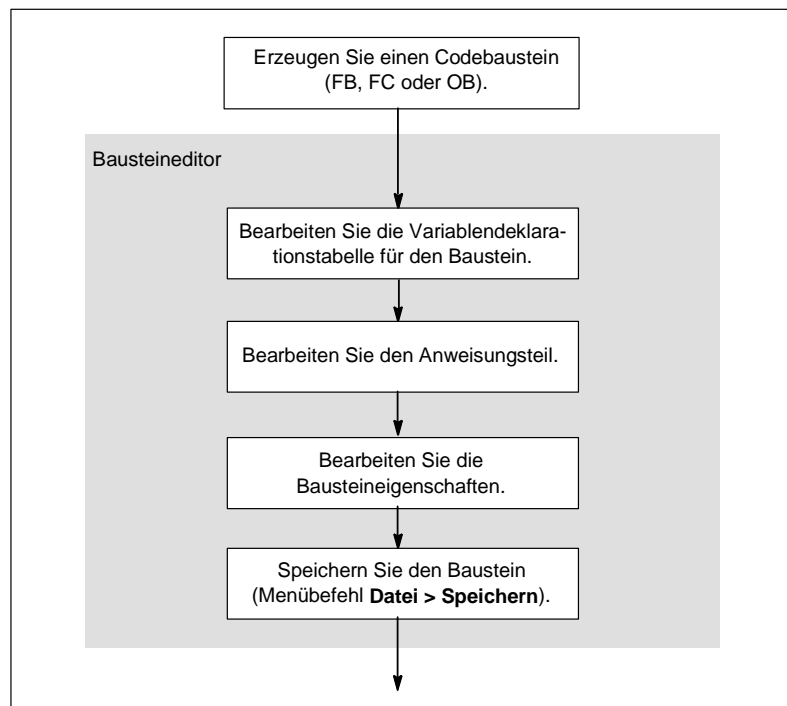 Erzeugen Sie einen Codebaustein
(FB, FC oder OB).
Bausteineditor
Bearbeiten Sie die Variablendeklara-
tionstabelle für den Baustein.
Bearbeiten Sie den Anweisungsteil.
Bearbeiten Sie die
Bausteineigenschaften.
Speichern Sie den Baustein
(Menübefehl Datei > Speichern).